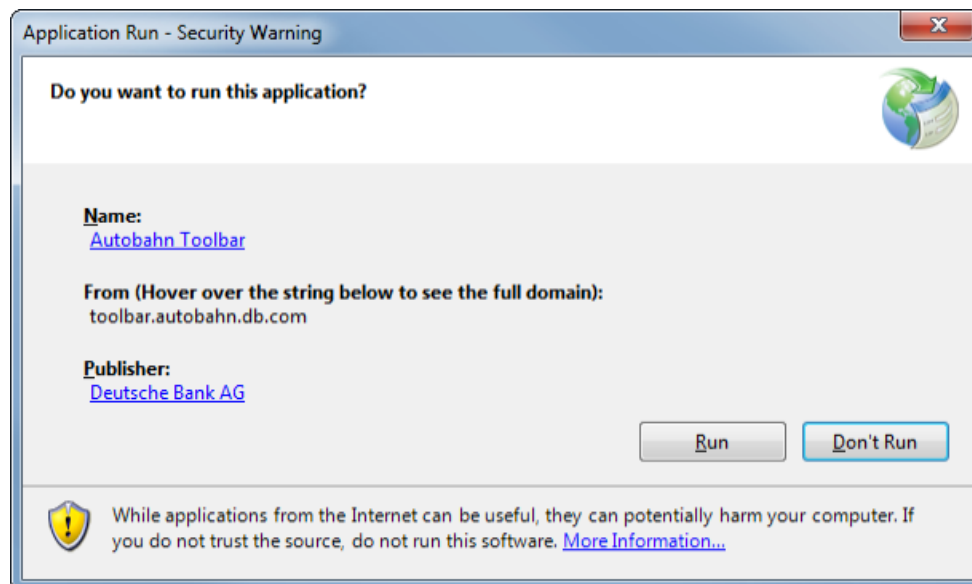 Application Run - Security Warning
Do you want to run this application?
Name:
Autobahn Toolbar
From (Hover over the string below to see the full domain):
toolbar.autobahn.db.com
Publisher:
Deutsche Bank AG
Run
Don't Run
While applications from the Internet can be useful, they can potentially harm your computer. If
you do not trust the source, do not run this software. More Information...